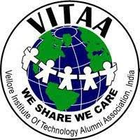 VITAA
WE SHARE WE CARE
Vellore Institute Of Technology Alumni Association, India